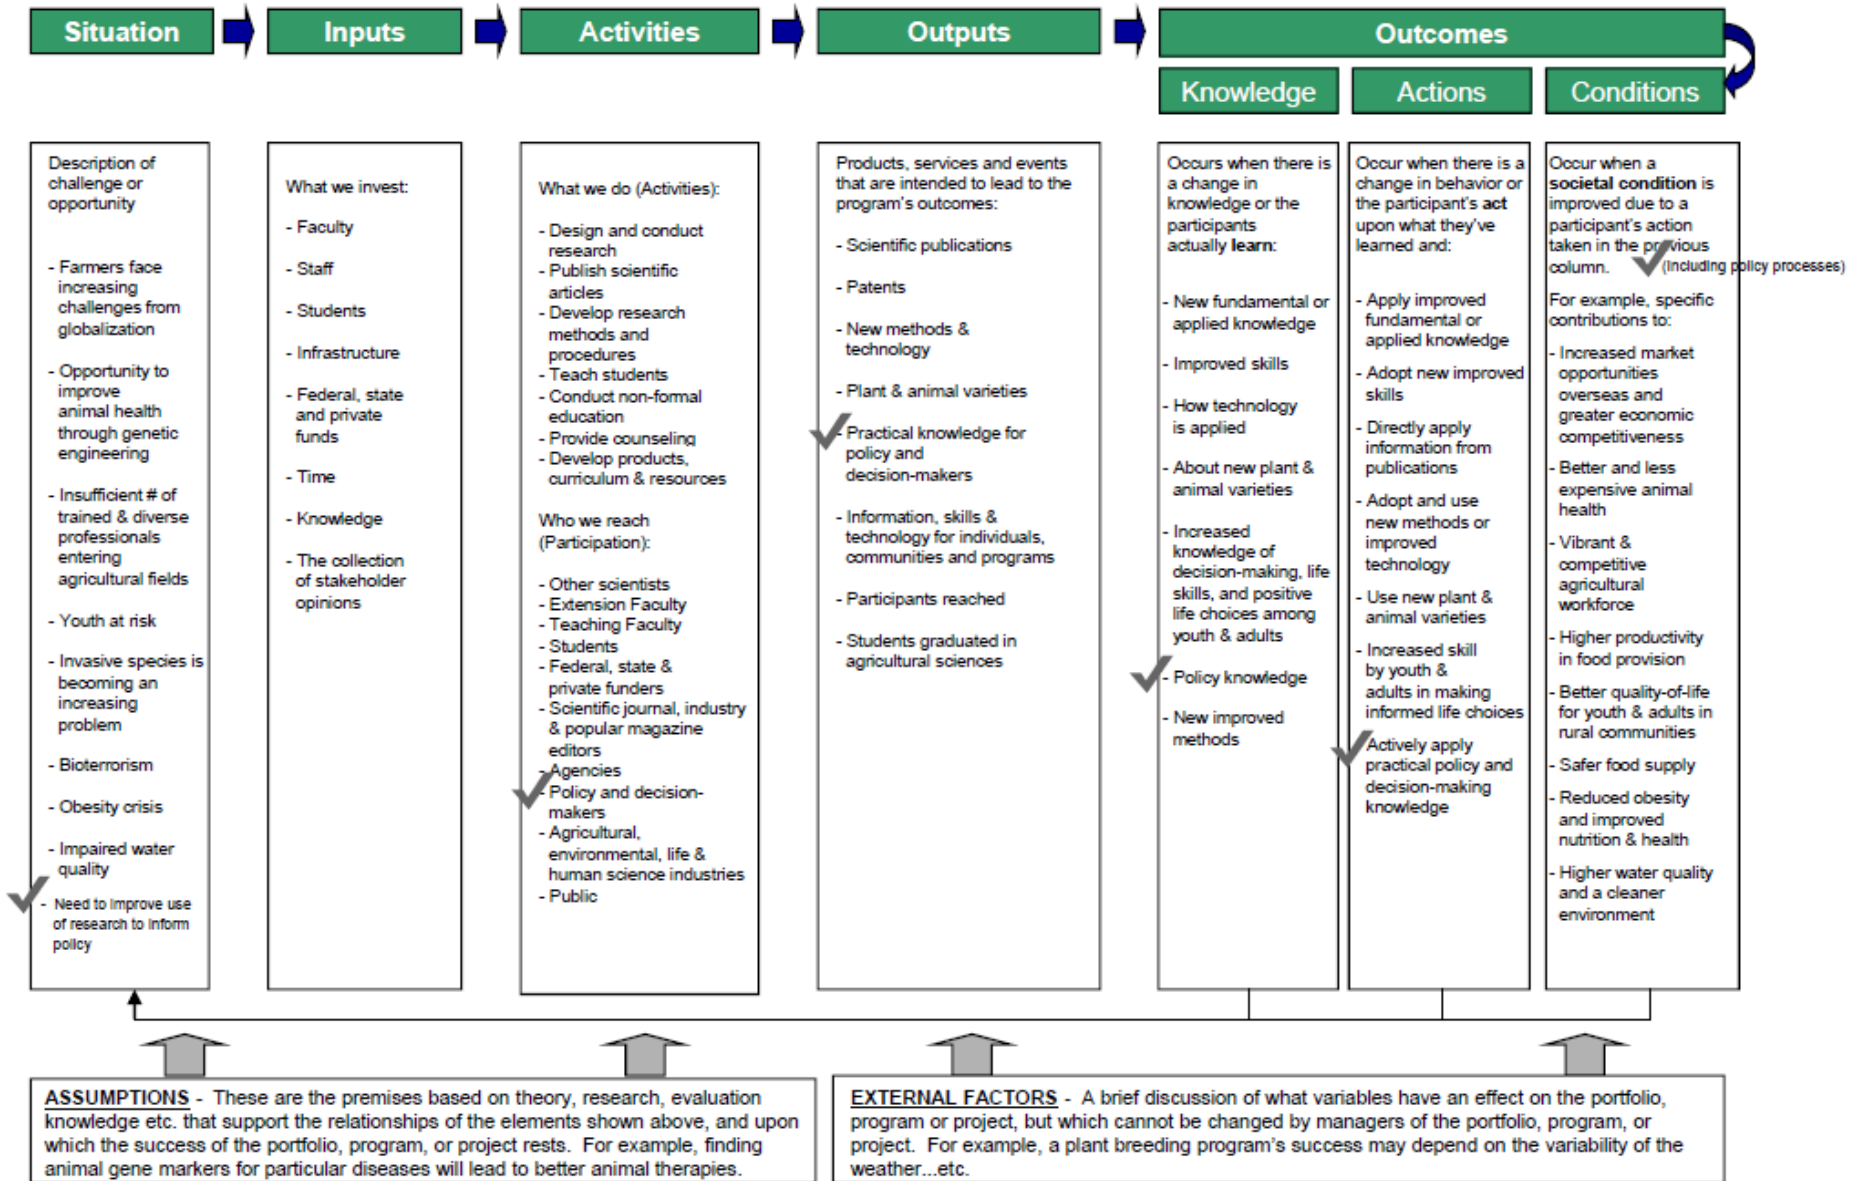 Situation
Inputs
Activities
Outputs
Outcomes
Knowledge
Actions
Conditions
Description of
challenge or
opportunity
- Farmers face
increasing
challenges from
globalization
- Opportunity to
improve
animal health
through genetic
engineering
- Insufficient # of
trained & diverse
professionals
entering
agricultural fields
- Youth at risk
- Invasive species is
becoming an
increasing
problem
- Bioterrorism
- Obesity crisis
- Impaired water
quality
- Need to improve use
of research to inform
policy
What we invest:
- Faculty
- Staff
- Students
- Infrastructure
- Federal, state
and private
funds
- Time
- Knowledge
- The collection
of stakeholder
opinions
What we do (Activities):
- Design and conduct
research
- Publish scientific
articles
- Develop research
methods and
procedures
- Teach students
- Conduct non-formal
education
- Provide counseling
- Develop products,
curriculum & resources
Who we reach
(Participation):
- Other scientists
- Extension Faculty
- Teaching Faculty
- Students
- Federal, state &
private funders
- Scientific journal, industry
& popular magazine
editors
- Agencies
- Policy and decision-
makers
- Agricultural,
environmental, life &
human science industries
- Public
Products, services and events
that are intended to lead to the
program's outcomes:
- Scientific publications
- Patents
- New methods &
technology
- Plant & animal varieties
- Practical knowledge for
policy and
decision-makers
- Information, skills &
technology for individuals,
communities and programs
- Participants reached
- Students graduated in
agricultural sciences
Occurs when there is
a change in
knowledge or the
participants
actually learn:
- New fundamental or
applied knowledge
- Improved skills
- How technology
is applied
- About new plant &
animal varieties
- Increased
knowledge of
decision-making, life
skills, and positive
life choices among
youth & adults
- Policy knowledge
- New improved
methods
Occur when there is a
change in behavior or
the participant's act
upon what they've
learned and:
- Apply improved
fundamental or
applied knowledge
- Adopt new improved
skills
- Directly apply
information from
publications
- Adopt and use
new methods or
improved
technology
- Use new plant &
animal varieties
- Increased skill
by youth &
adults in making
informed life choices
- Actively apply
practical policy and
decision-making
knowledge
Occur when a
societal condition is
improved due to a
participant's action
taken in the previous
column.
(including policy processes)
For example, specific
contributions to:
- Increased market
opportunities
overseas and
greater economic
competitiveness
- Better and less
expensive animal
health
- Vibrant &
competitive
agricultural
workforce
- Higher productivity
in food provision
- Better quality-of-life
for youth & adults in
rural communities
- Safer food supply
- Reduced obesity
and improved
nutrition & health
- Higher water quality
and a cleaner
environment
ASSUMPTIONS - These are the premises based on theory, research, evaluation
knowledge etc. that support the relationships of the elements shown above, and upon
which the success of the portfolio, program, or project rests. For example, finding
animal gene markers for particular diseases will lead to better animal therapies.
EXTERNAL FACTORS - A brief discussion of what variables have an effect on the portfolio,
program or project, but which cannot be changed by managers of the portfolio, program, or
project. For example, a plant breeding program's success may depend on the variability of the
weather...etc.